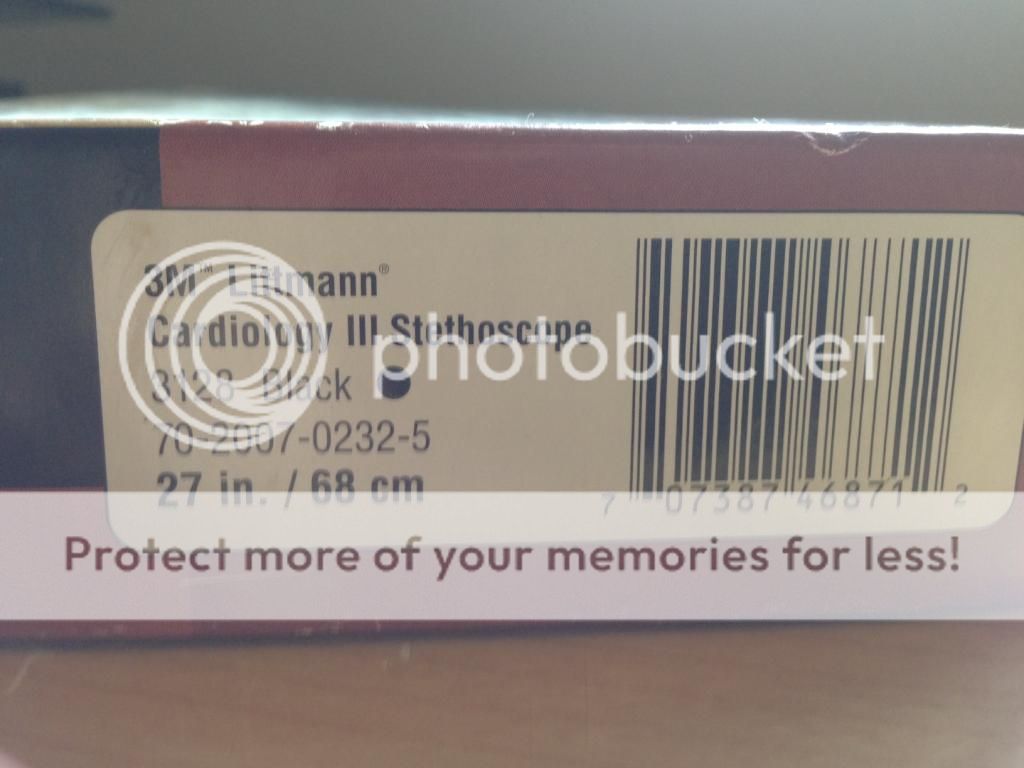 3M™ Littmann®
Cardiology III Stethoscope
3128 Black
70-2007-0232-5
27 in. / 68 cm
7 07387 46871 2
photobucket
Protect more of your memories for less!